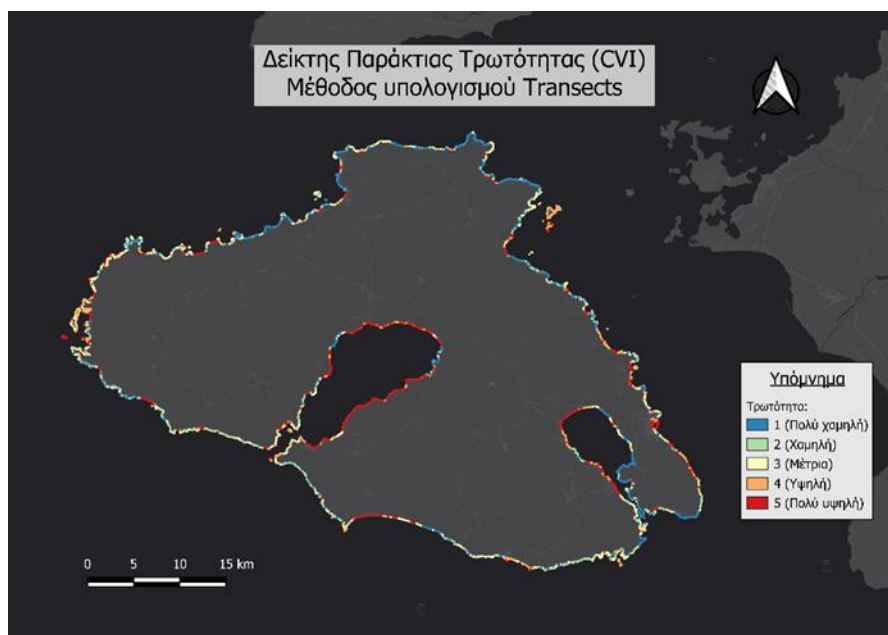 Δείκτης Παράκτιας Τρωτότητας (CVI)
Μέθοδος υπολογισμού Transects
Υπόμνημα
Τρωτότητα:
1 (Πολύ χαμηλή)
2 (Χαμηλή)
3 (Μέτρια)
4 (Υψηλή)
5 (Πολύ υψηλή)
0 5 10 15 km